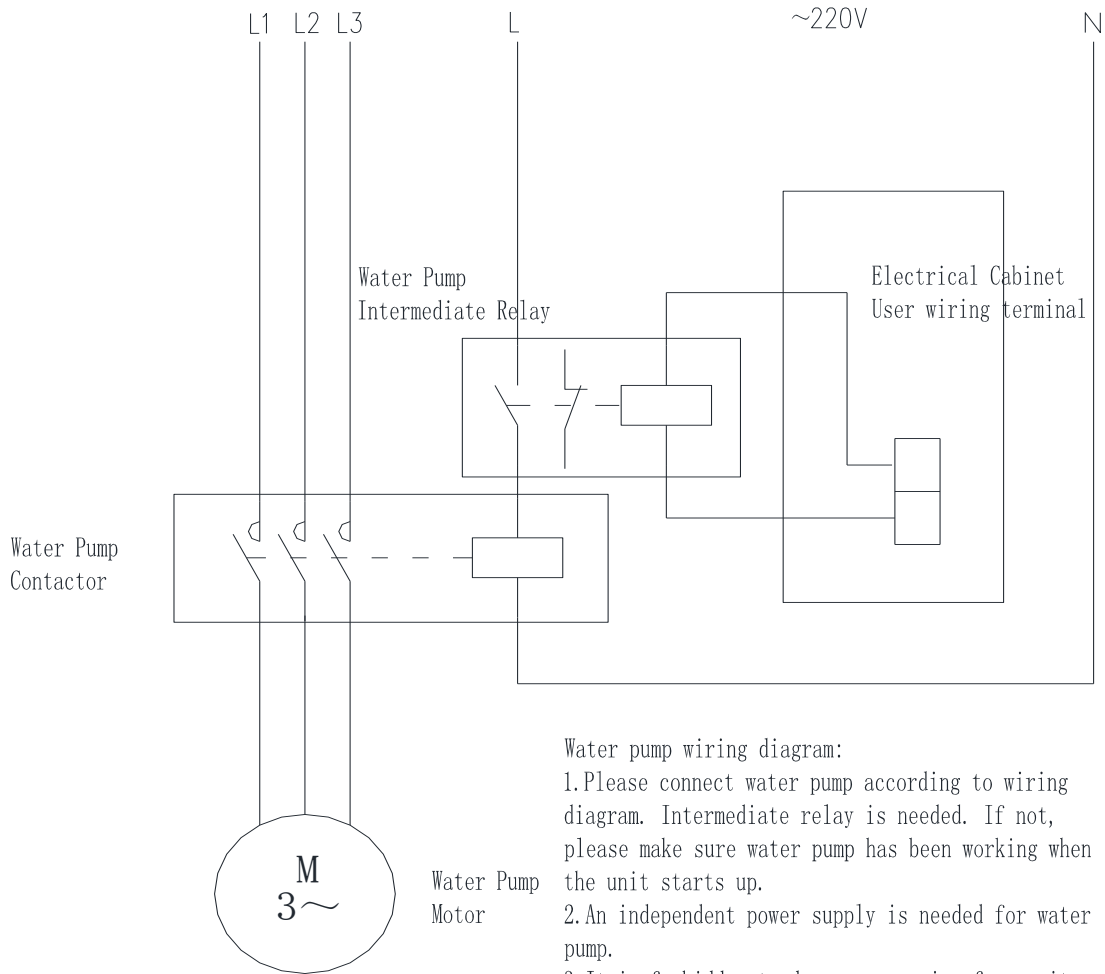 L1 L2 L3 L ~220V N
Water Pump
Intermediate Relay
Electrical Cabinet
User wiring terminal
Water Pump
Contactor
M
3~
Water Pump
Motor
Water pump wiring diagram:
1.Please connect water pump according to wiring
diagram. Intermediate relay is needed. If not,
please make sure water pump has been working when
the unit starts up.
2.An independent power supply is needed for water
pump.